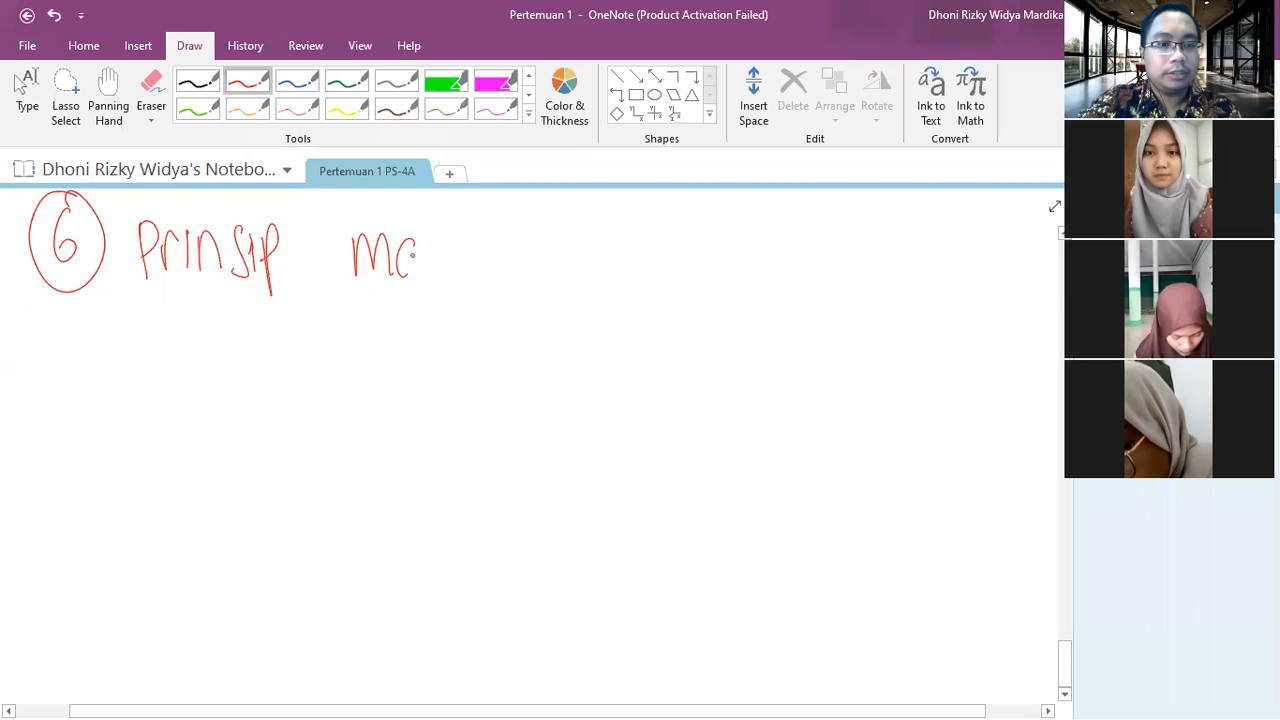 Pertemuan 1 - OneNote (Product Activation Failed)
Dhoni Rizky Widya Mardika
File Home Insert Draw History Review View Help
Type
Lasso Select
Panning Hand
Eraser
Color & Thickness
Insert Space
Delete
Arrange
Rotate
Ink to Text
Ink to Math
Tools
Shapes
Edit
Convert
Dhoni Rizky Widya's Notebo...
Pertemuan 1 PS-4A
6 Prinsip